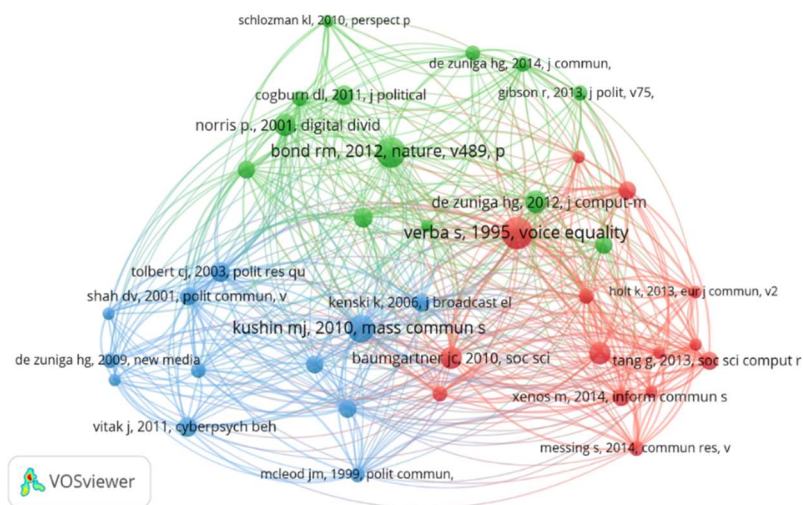 schlozman kl, 2010, perspect p
de zuniga hg, 2014, j commun,
cogburn dl, 2011, j political
gibson r, 2013, j polit, v75,
norris p., 2001, digital divid
bond rm, 2012, nature, v489, p
de zuniga hg, 2012, j comput-m
verba s, 1995, voice equality
tolbert cj, 2003, polit res qu
shah dv, 2001, polit commun, v
kenski k, 2006, j broadcast el
holt k, 2013, eur j commun, v2
kushin mj, 2010, mass commun s
de zuniga hg, 2009, new media
baumgartner jc, 2010, soc sci
tang g, 2013, soc sci comput r
xenos m, 2014, inform commun s
vitak j, 2011, cyberpsych beh
messing s, 2014, commun res, v
mcleod jm, 1999, polit commun,
VOSviewer